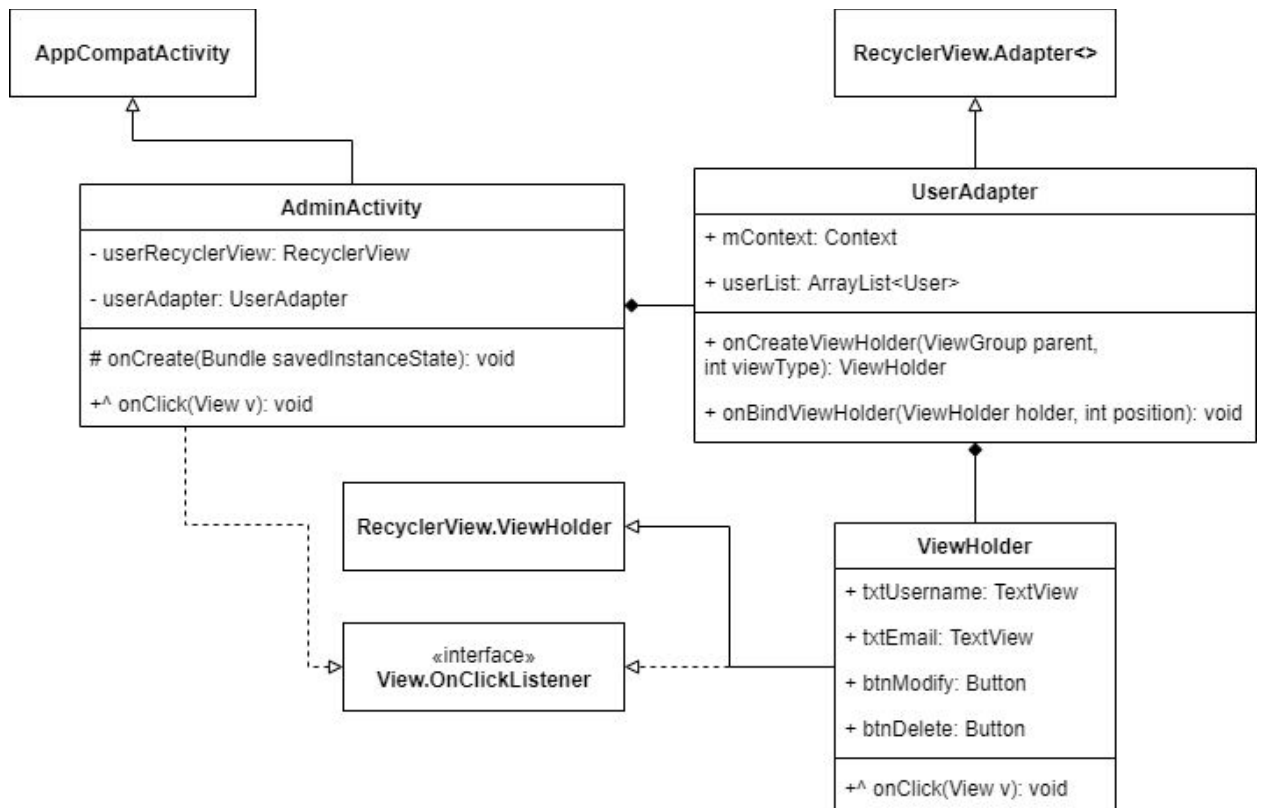 AppCompatActivity
RecyclerView.Adapter<>
AdminActivity
- userRecyclerView: RecyclerView
- userAdapter: UserAdapter
# onCreate(Bundle savedInstanceState): void
+^ onClick(View v): void
UserAdapter
+ mContext: Context
+ userList: ArrayList<User>
+ onCreateViewHolder(ViewGroup parent,
int viewType): ViewHolder
+ onBindViewHolder(ViewHolder holder, int position): void
RecyclerView.ViewHolder
«interface»
View.OnClickListener
ViewHolder
+ txtUsername: TextView
+ txtEmail: TextView
+ btnModify: Button
+ btnDelete: Button
+^ onClick(View v): void